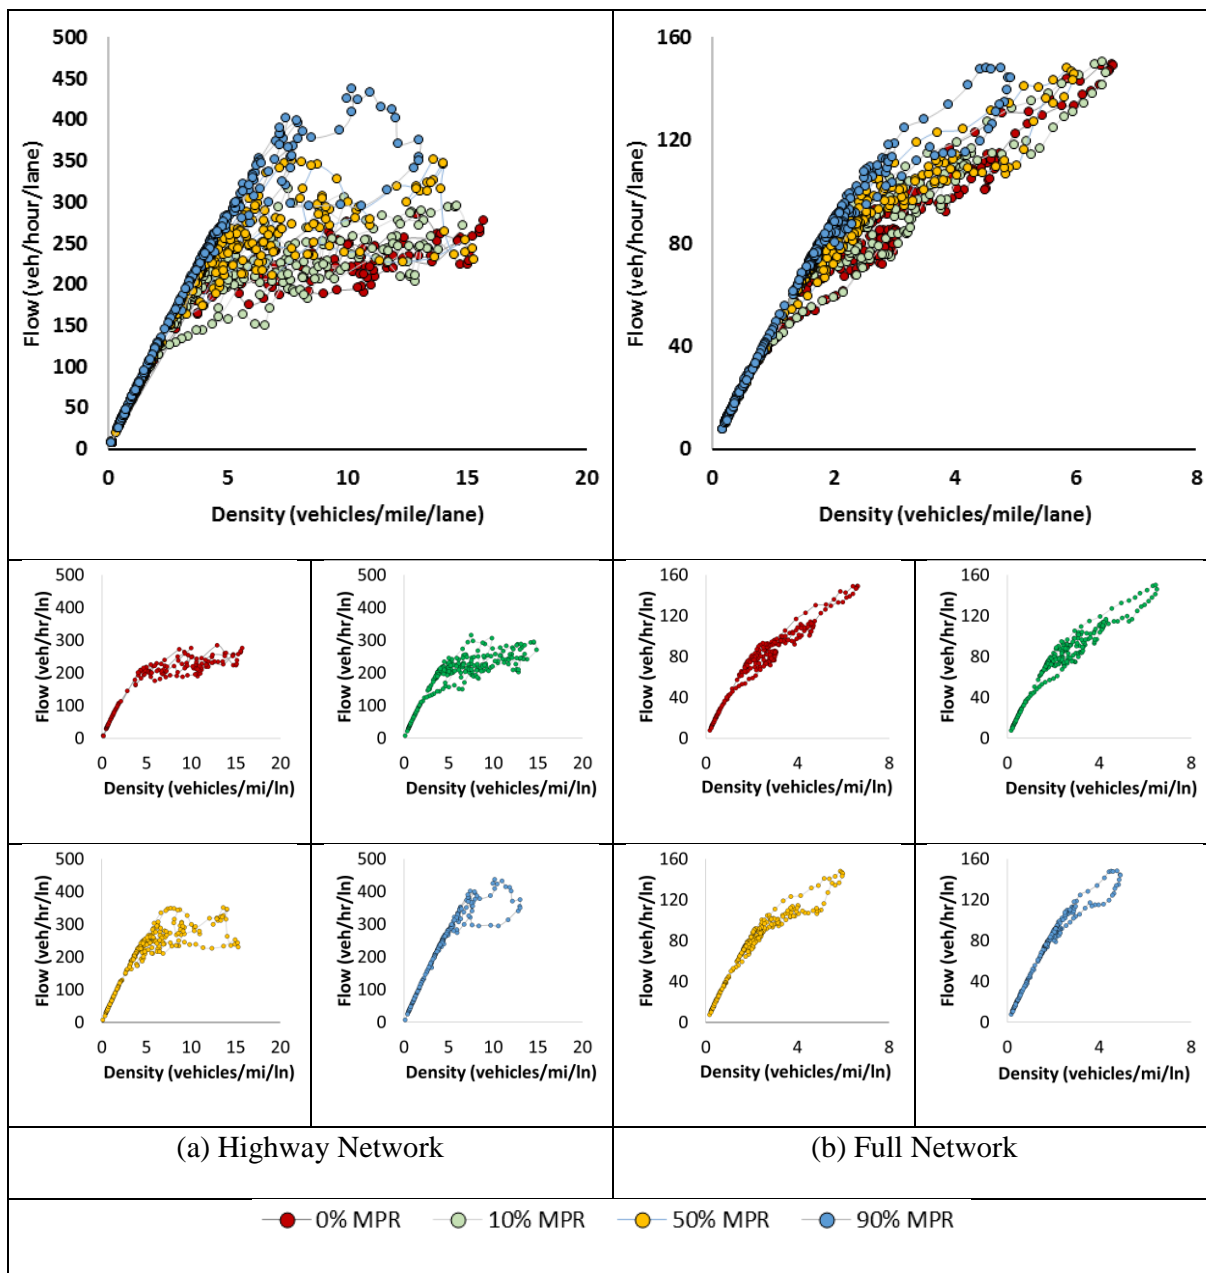 500
450
400
350
300
250
200
150
100
50
0
Flow (veh/hour/lane)
0 5 10 15 20
Density (vehicles/mile/lane)
160
120
80
40
0
Flow (veh/hour/lane)
0 2 4 6 8
Density (vehicles/mile/lane)
500
400
300
200
100
0
Flow (veh/hr/ln)
0 5 10 15 20
Density (vehicles/mi/ln)
500
400
300
200
100
0
Flow (veh/hr/ln)
0 5 10 15 20
Density (vehicles/mi/ln)
160
120
80
40
0
Flow (veh/hr/ln)
0 4 8
Density (vehicles/mi/ln)
160
120
80
40
0
Flow (veh/hr/ln)
0 4 8
Density (vehicles/mi/ln)
500
400
300
200
100
0
Flow (veh/hr/ln)
0 5 10 15 20
Density (vehicles/mi/ln)
500
400
300
200
100
0
Flow (veh/hr/ln)
0 5 10 15 20
Density (vehicles/mi/ln)
160
120
80
40
0
Flow (veh/hr/ln)
0 4 8
Density (vehicles/mi/ln)
160
120
80
40
0
Flow (veh/hr/ln)
0 4 8
Density (vehicles/mi/ln)
(a) Highway Network
(b) Full Network
0% MPR 10% MPR 50% MPR 90% MPR